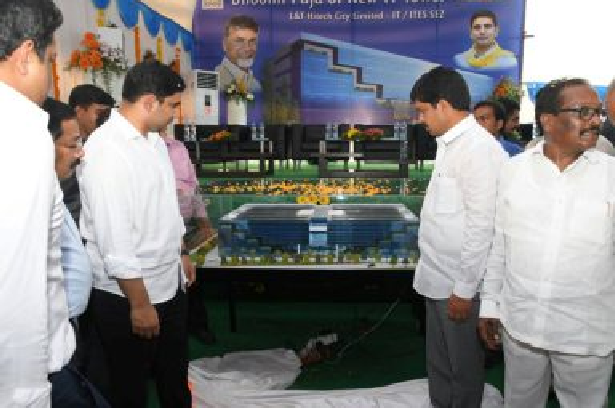 Bhoomi Puja of New IT Tower
L&T-Hitech City Limited - IT / ITES SEZ